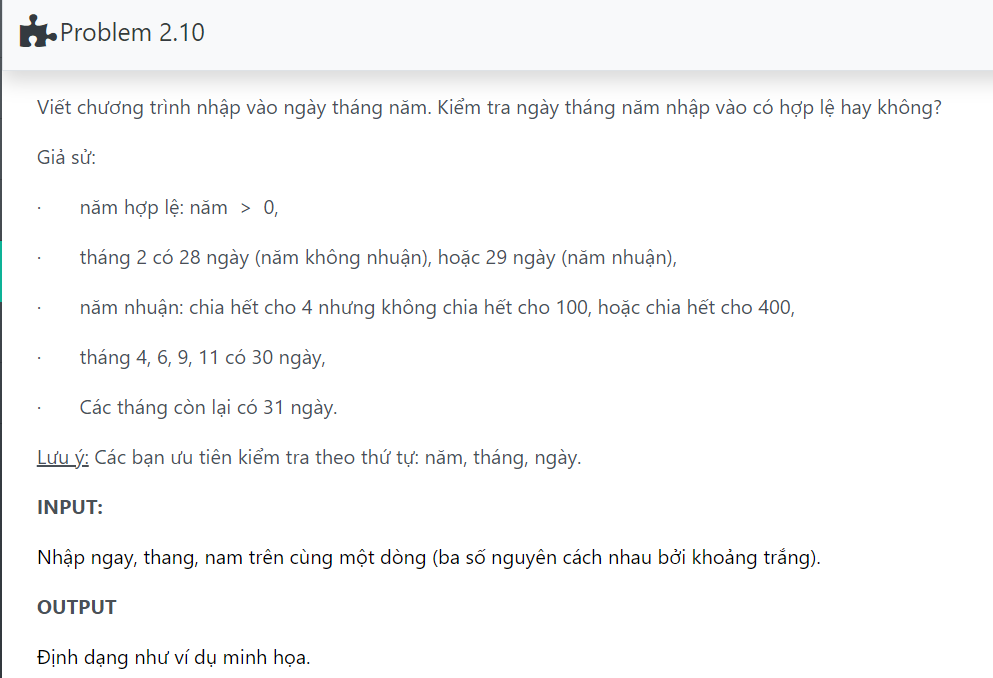 Problem 2.10
Viết chương trình nhập vào ngày tháng năm. Kiểm tra ngày tháng năm nhập vào có hợp lệ hay không?
Giả sử:
· năm hợp lệ: năm > 0,
· tháng 2 có 28 ngày (năm không nhuận), hoặc 29 ngày (năm nhuận),
· năm nhuận: chia hết cho 4 nhưng không chia hết cho 100, hoặc chia hết cho 400,
· tháng 4, 6, 9, 11 có 30 ngày,
· Các tháng còn lại có 31 ngày.
Lưu ý: Các bạn ưu tiên kiểm tra theo thứ tự: năm, tháng, ngày.
INPUT:
Nhập ngay, thang, nam trên cùng một dòng (ba số nguyên cách nhau bởi khoảng trắng).
OUTPUT
Định dạng như ví dụ minh họa.